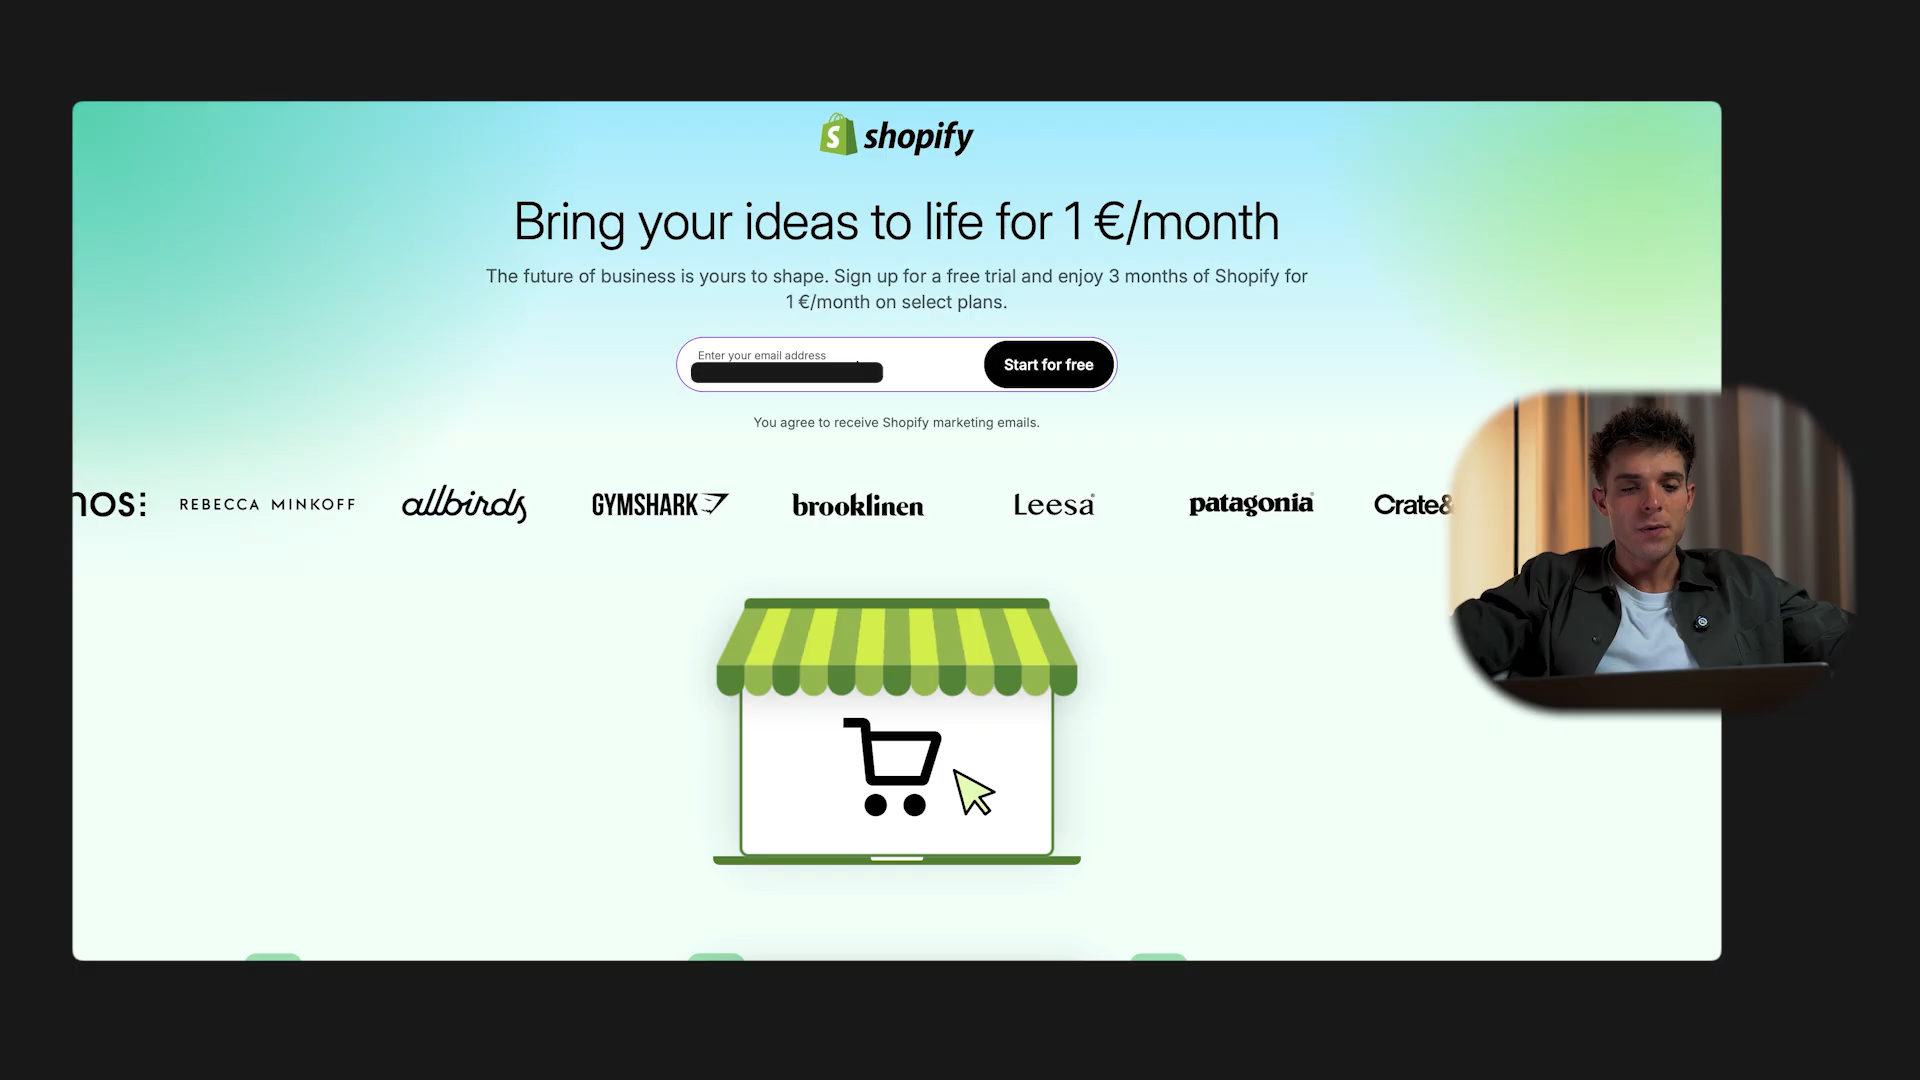 shopify
Bring your ideas to life for 1 €/month
The future of business is yours to shape. Sign up for a free trial and enjoy 3 months of Shopify for
1 €/month on select plans.
Enter your email address
Start for free
You agree to receive Shopify marketing emails.
nos:
REBECCA MINKOFF
allbirds
GYMSHARK
brooklinen
Leesa
patagonia
Crate&